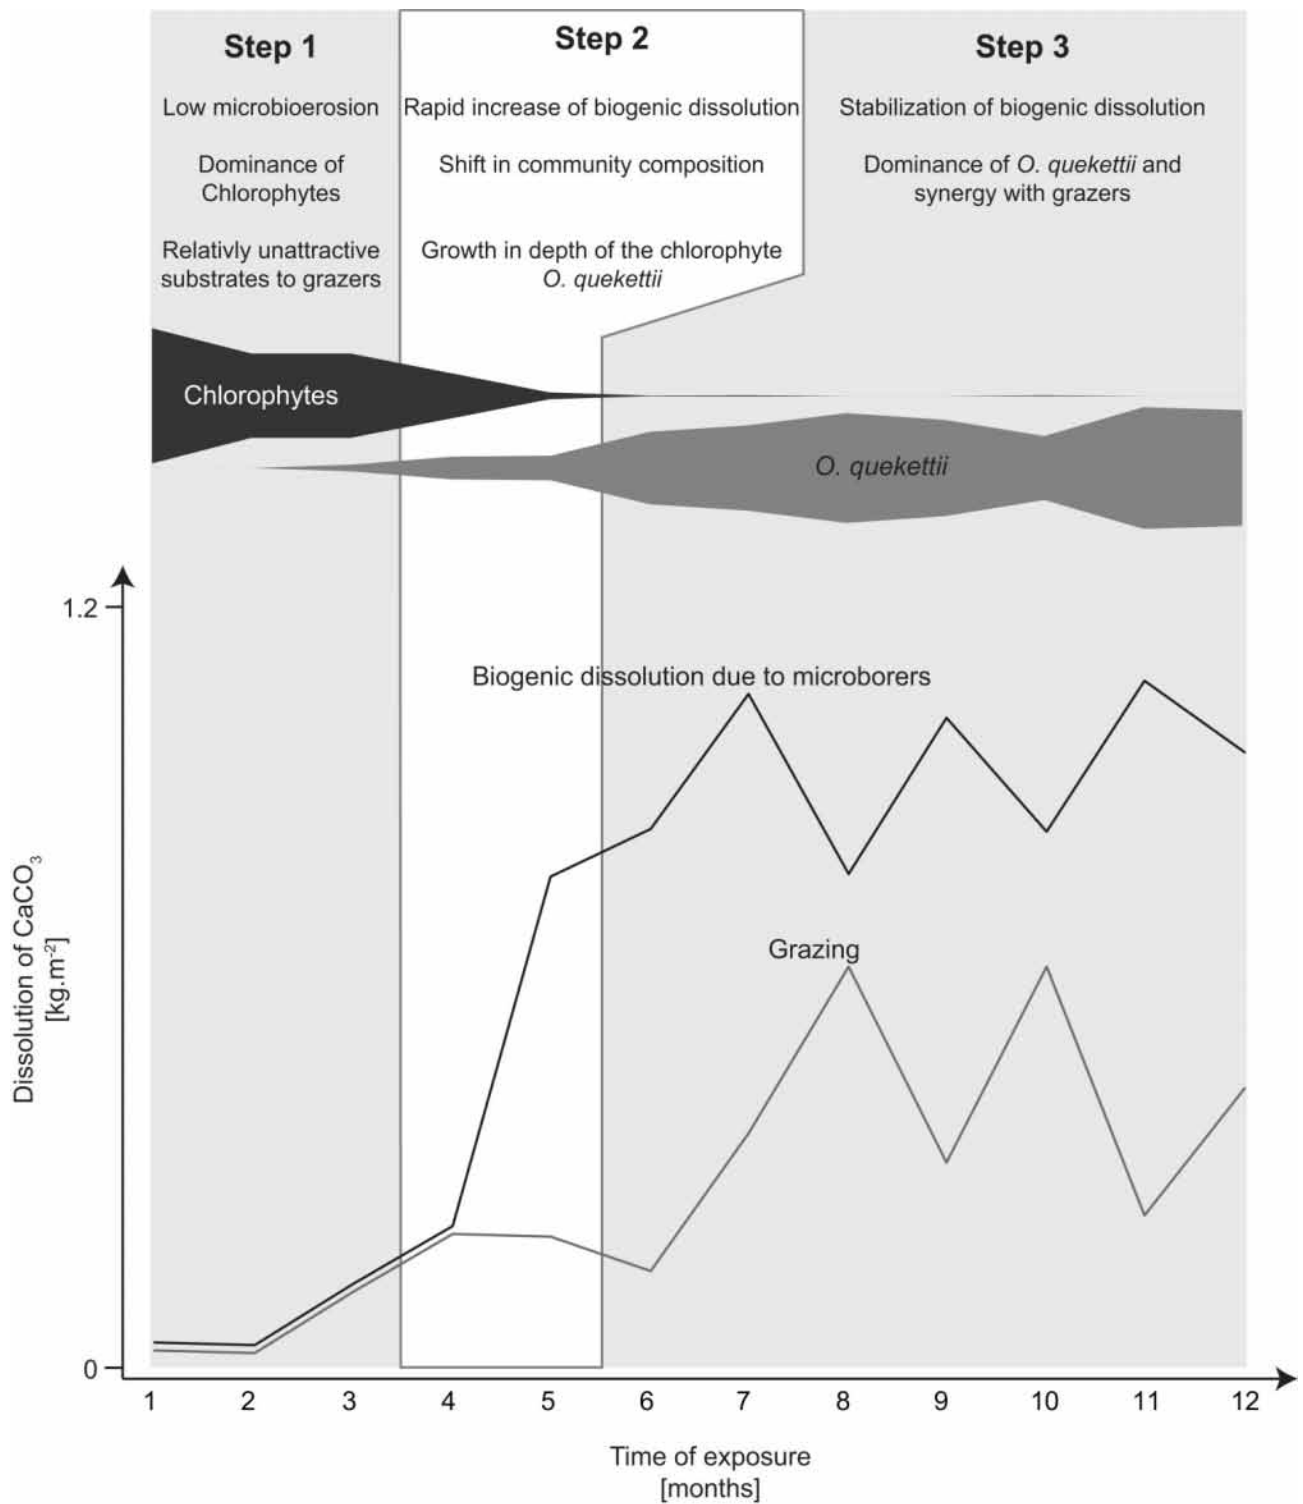 Step 1
Low microbioerosion
Dominance of
Chlorophytes
Relativly unattractive
substrates to grazers
Step 2
Rapid increase of biogenic dissolution
Shift in community composition
Growth in depth of the chlorophyte
O. quekettii
Step 3
Stabilization of biogenic dissolution
Dominance of O. quekettii and
synergy with grazers
Chlorophytes
O. quekettii
1.2
Biogenic dissolution due to microborers
Grazing
Dissolution of CaCO₃
[kg.m⁻²]
0
1 2 3 4 5 6 7 8 9 10 11 12
Time of exposure
[months]